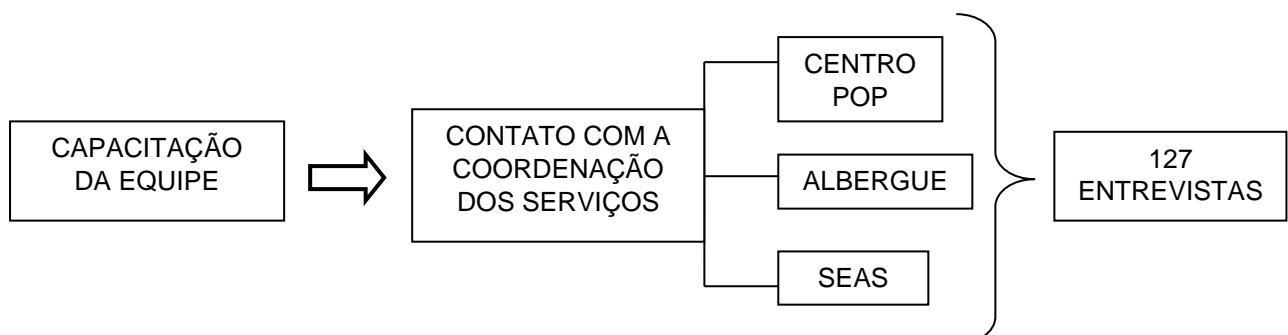 CAPACITAÇÃO
DA EQUIPE
CONTATO COM A
COORDENAÇÃO
DOS SERVIÇOS
CENTRO
POP
ALBERGUE
SEAS
127
ENTREVISTAS